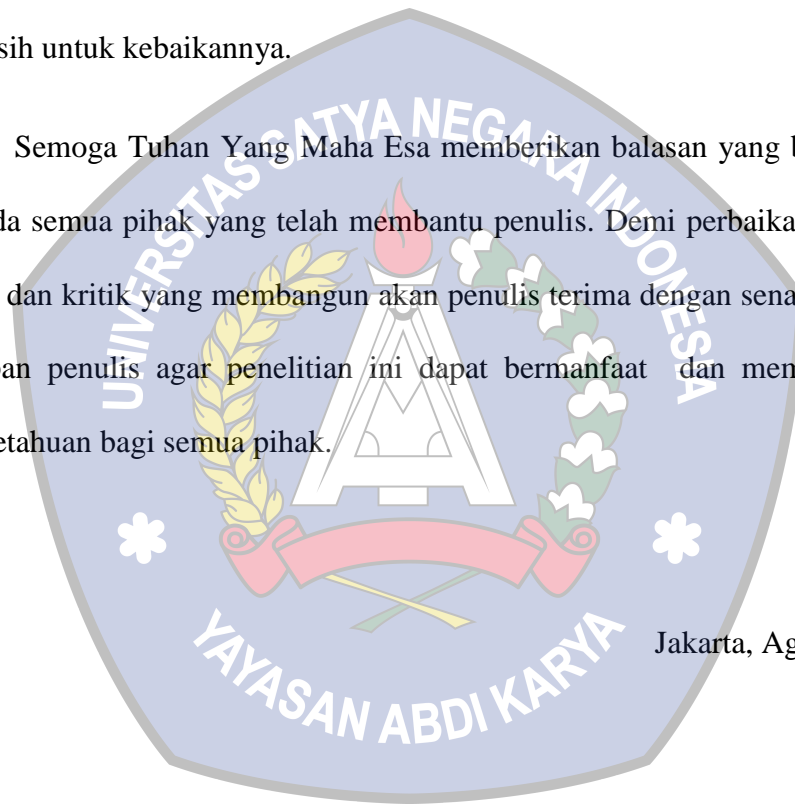 sih untuk kebaikannya.
Semoga Tuhan Yang Maha Esa memberikan balasan yang b
da semua pihak yang telah membantu penulis. Demi perbaika
dan kritik yang membangun akan penulis terima dengan sena
an penulis agar penelitian ini dapat bermanfaat dan mem
etahuan bagi semua pihak.
Jakarta, Ag
UNIVERSITAS SATYA NEGARA INDONESIA
YAYASAN ABDI KARYA